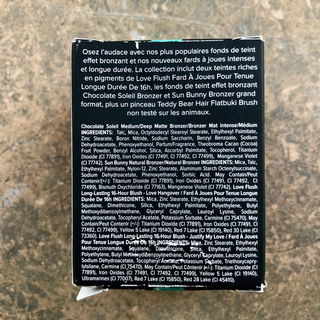 Osez l'audace avec nos plus populaires fonds de teint
effet bronzant et nos nouveaux fards à joues intenses
et longue durée. La collection inclut deux teintes riches
en pigments de Love Flush Fard À Joues Pour Tenue
Longue Durée De 16h, les fonds de teint effet bronzant
Chocolate Soleil Bronzer et Sun Bunny Bronzer grand
format, plus un pinceau Teddy Bear Hair Flatbuki Brush
non testé sur les animaux.
Chocolate Soleil Medium/Deep Matte Bronzer/Bronzer Mat Intense/Médium
INGREDIENTS: Talc, Mica, Octyldodecyl Stearoyl Stearate, Ethylhexyl Palmitate,
Zinc Stearate, Boron Nitride, Sodium Saccharin, Benzyl Benzoate, Sodium
Dehydroacetate, Phenoxyethanol, Parfum/Fragrance, Theobroma Cacao (Cocoa)
Fruit Powder, Benzyl Alcohol, Silica, Ascorbyl Palmitate, Tocopherol, Titanium
Dioxide (CI 77891), Iron Oxides (CI 77491, CI 77492, CI 77499), Manganese Violet
(CI 77742) Sun Bunny Natural Bronzer/Natural Bronzer INGREDIENTS: Mica, Talc,
Ethylhexyl Palmitate, Nylon-12, Zinc Stearate, Aluminum Starch Octenylsuccinate,
Sodium Dehydroacetate, Phenoxyethanol, Sorbic Acid May Contain/Peut
Contenir (+/-): Titanium Dioxide (CI 77891), Iron Oxides (CI 77491, CI 77492, CI
77499), Bismuth Oxychloride (CI 77163), Manganese Violet (CI 77742). Love Flush
Long-Lasting 16-Hour Blush - Love Hangover / Fard À Joues Pour Longue Tenue
Durée De 16h INGREDIENTS: Mica, Zinc Stearate, Ethylhexyl Methoxycinnamate,
Squalane, Dimethicone, Silica, Ethylhexyl Palmitate, Polyethylene, Butyl
Methoxydibenzoylmethane, Glyceryl Caprylate, Lauroyl Lysine, Sodium
Dehydroacetate, Tocopheryl Acetate, Potassium Sorbate, Carmine (CI 75470), May
Contain/Peut Contenir (+/-): Titanium Dioxide (CI 77891), Iron Oxides (CI 77491,
CI 77492, CI 77499), Yellow 5 Lake (CI 19140), Red 7 Lake (CI 15850), Red 30 Lake (CI
73360). Love Flush Long-Lasting 16-Hour Blush - Justify My Love / Fard À Joues
Pour Longue Tenue Durée De 16h INGREDIENTS: Mica, Zinc Stearate, Ethylhexyl
Methoxycinnamate, Squalane, Dimethicone, Silica, Ethylhexyl Palmitate,
Polyethylene, Butyl Methoxydibenzoylmethane, Glyceryl Caprylate, Lauroyl Lysine,
Sodium Dehydroacetate, Tocopheryl Acetate, Potassium Sorbate,
Isopropyl Titanium, Carmine (CI 75470), May Contain/Peut Contenir (+/-): Titanium
Dioxide (CI 77891), Iron Oxides (CI 77491, CI 77492, CI 77499), Yellow 5 Lake (CI 19140),
Ultramarines (CI 77007), Red 7 Lake (CI 15850), Red 28 Lake (CI 45410).